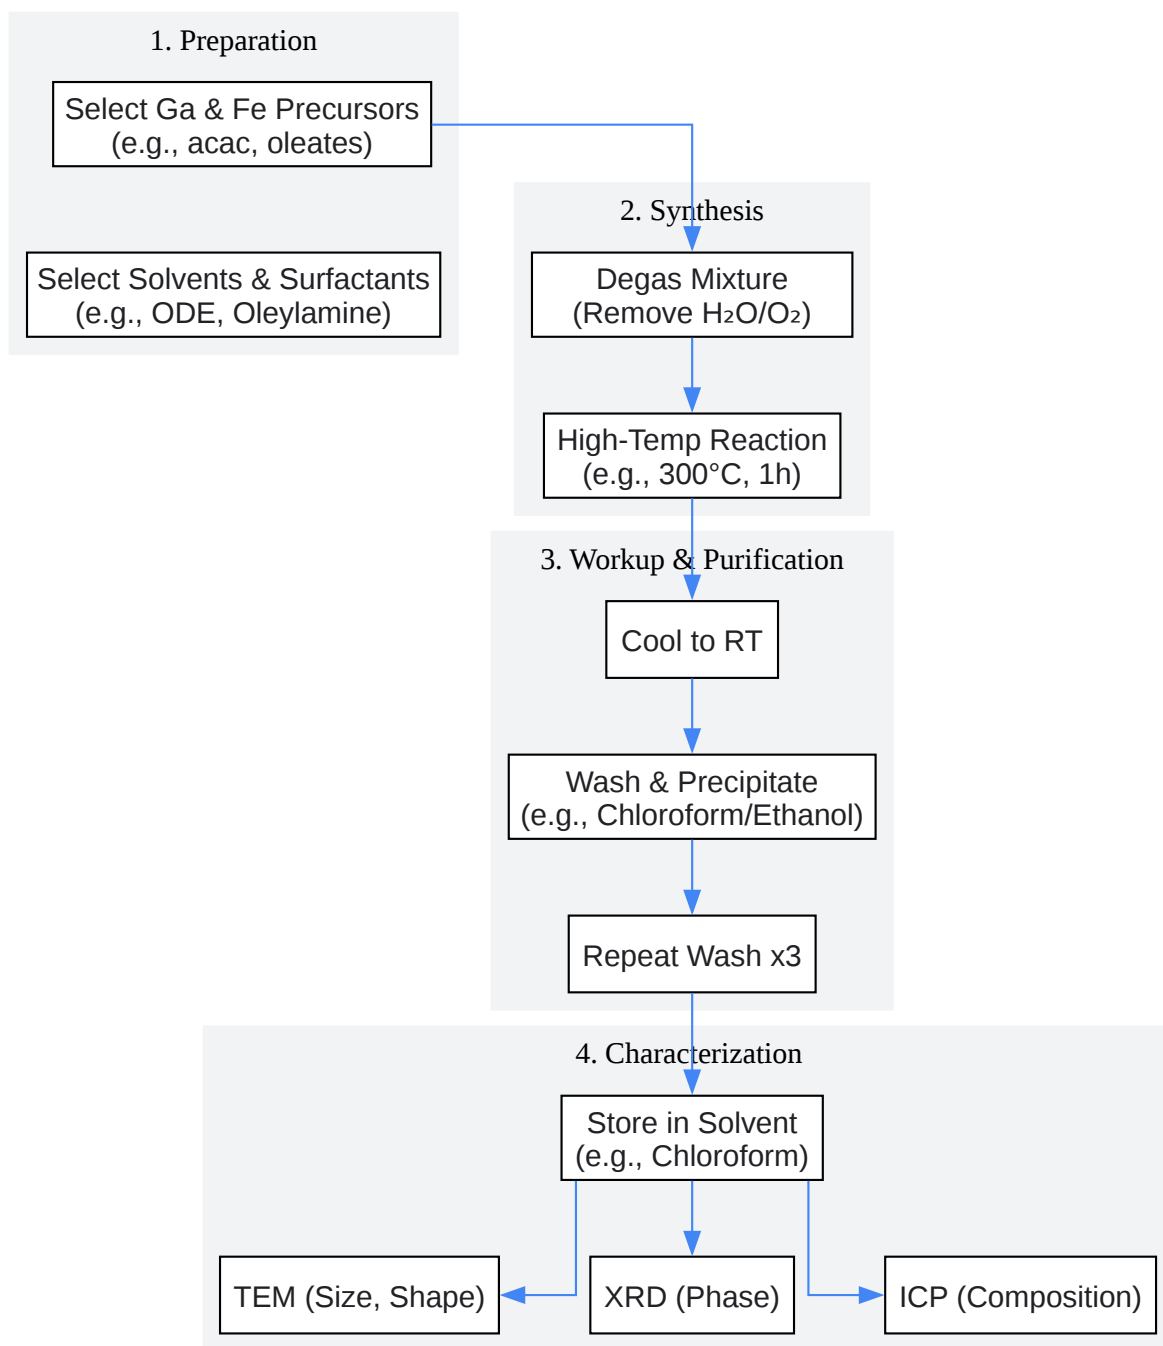 1. Preparation
Select Ga & Fe Precursors
(e.g., acac, oleates)
Select Solvents & Surfactants
(e.g., ODE, Oleylamine)
2. Synthesis
Degas Mixture
(Remove H₂O/O₂)
High-Temp Reaction
(e.g., 300°C, 1h)
3. Workup & Purification
Cool to RT
Wash & Precipitate
(e.g., Chloroform/Ethanol)
Repeat Wash x3
4. Characterization
Store in Solvent
(e.g., Chloroform)
TEM (Size, Shape)
XRD (Phase)
ICP (Composition)